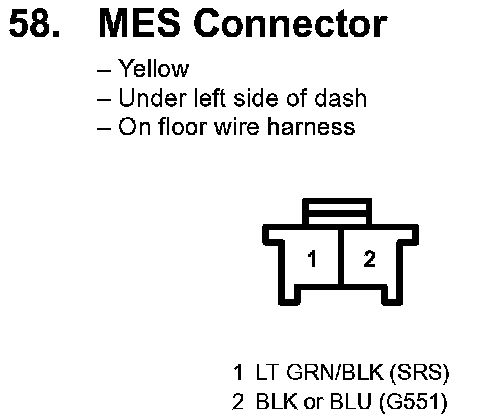 58. MES Connector
– Yellow
– Under left side of dash
– On floor wire harness
1 2
1 LT GRN/BLK (SRS)
2 BLK or BLU (G551)